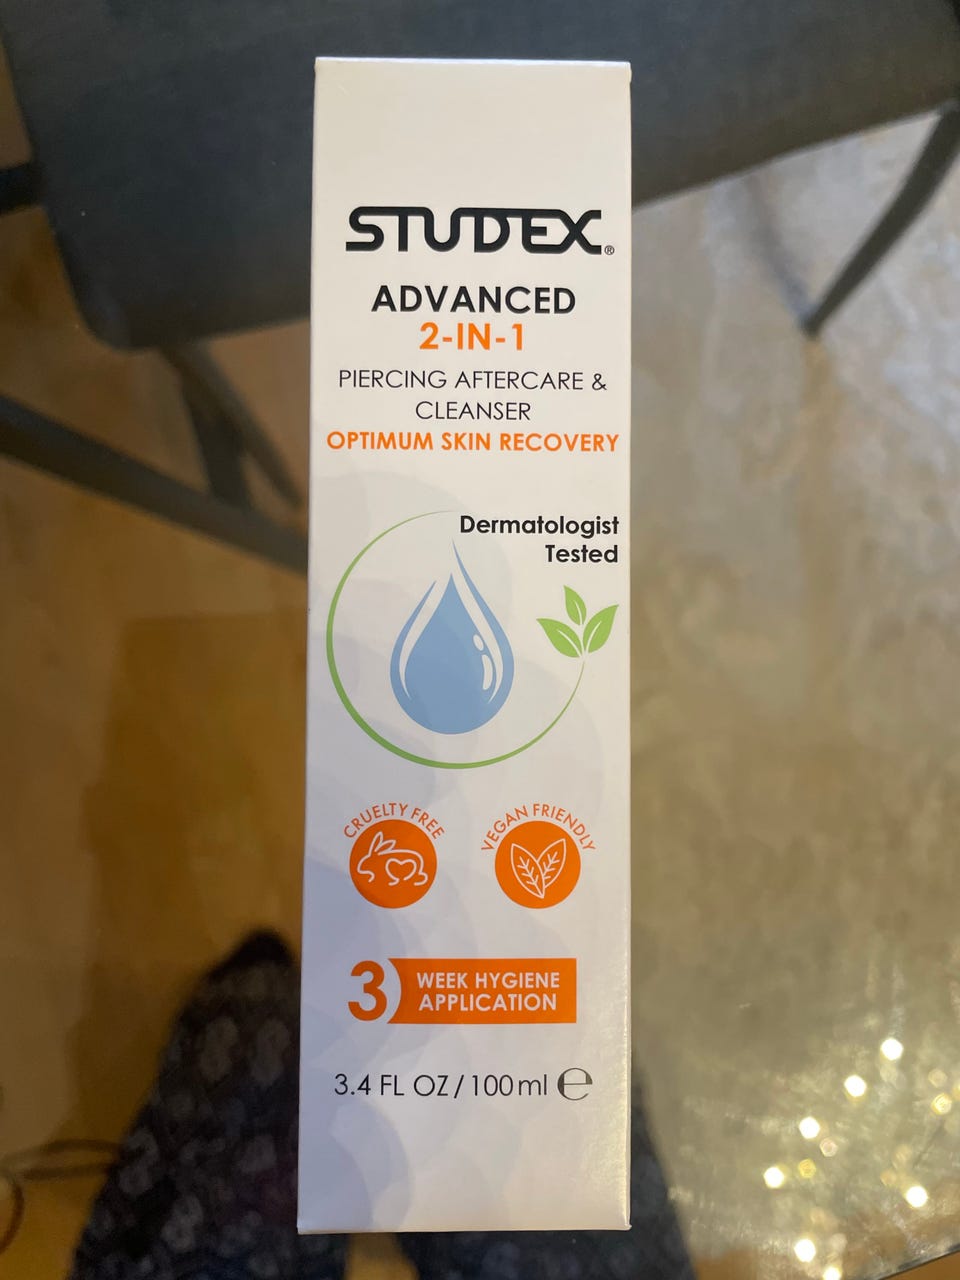 STUDEX®
ADVANCED
2-IN-1
PIERCING AFTERCARE &
CLEANSER
OPTIMUM SKIN RECOVERY
Dermatologist
Tested
CRUELTY FREE
VEGAN FRIENDLY
3 WEEK HYGIENE
APPLICATION
3.4 FL OZ / 100ml ℮